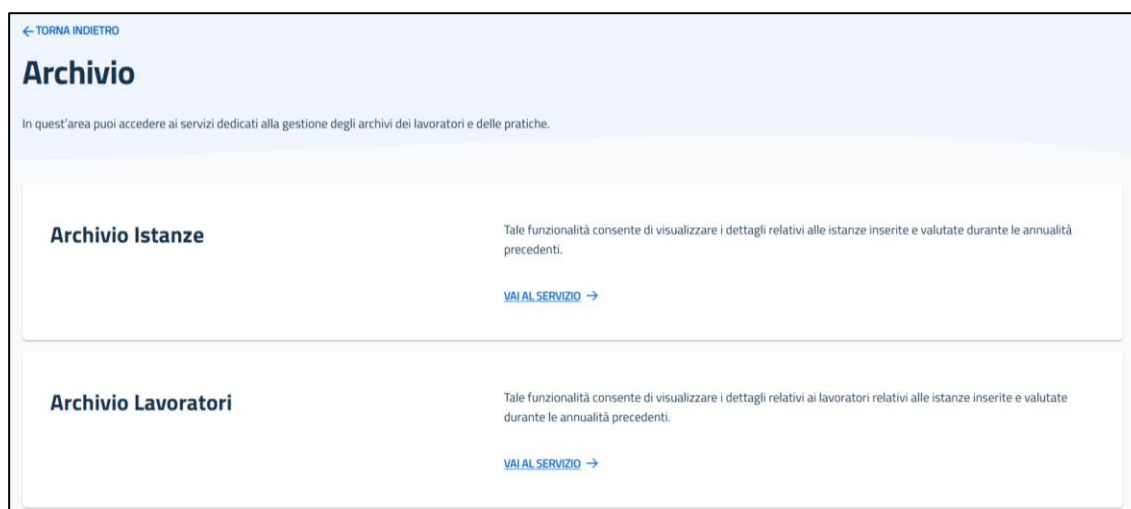 ← TORNA INDIETRO
Archivio
In quest'area puoi accedere ai servizi dedicati alla gestione degli archivi dei lavoratori e delle pratiche.
Archivio Istanze
Tale funzionalità consente di visualizzare i dettagli relativi alle istanze inserite e valutate durante le annualità
precedenti.
VAI AL SERVIZIO →
Archivio Lavoratori
Tale funzionalità consente di visualizzare i dettagli relativi ai lavoratori relativi alle istanze inserite e valutate
durante le annualità precedenti.
VAI AL SERVIZIO →